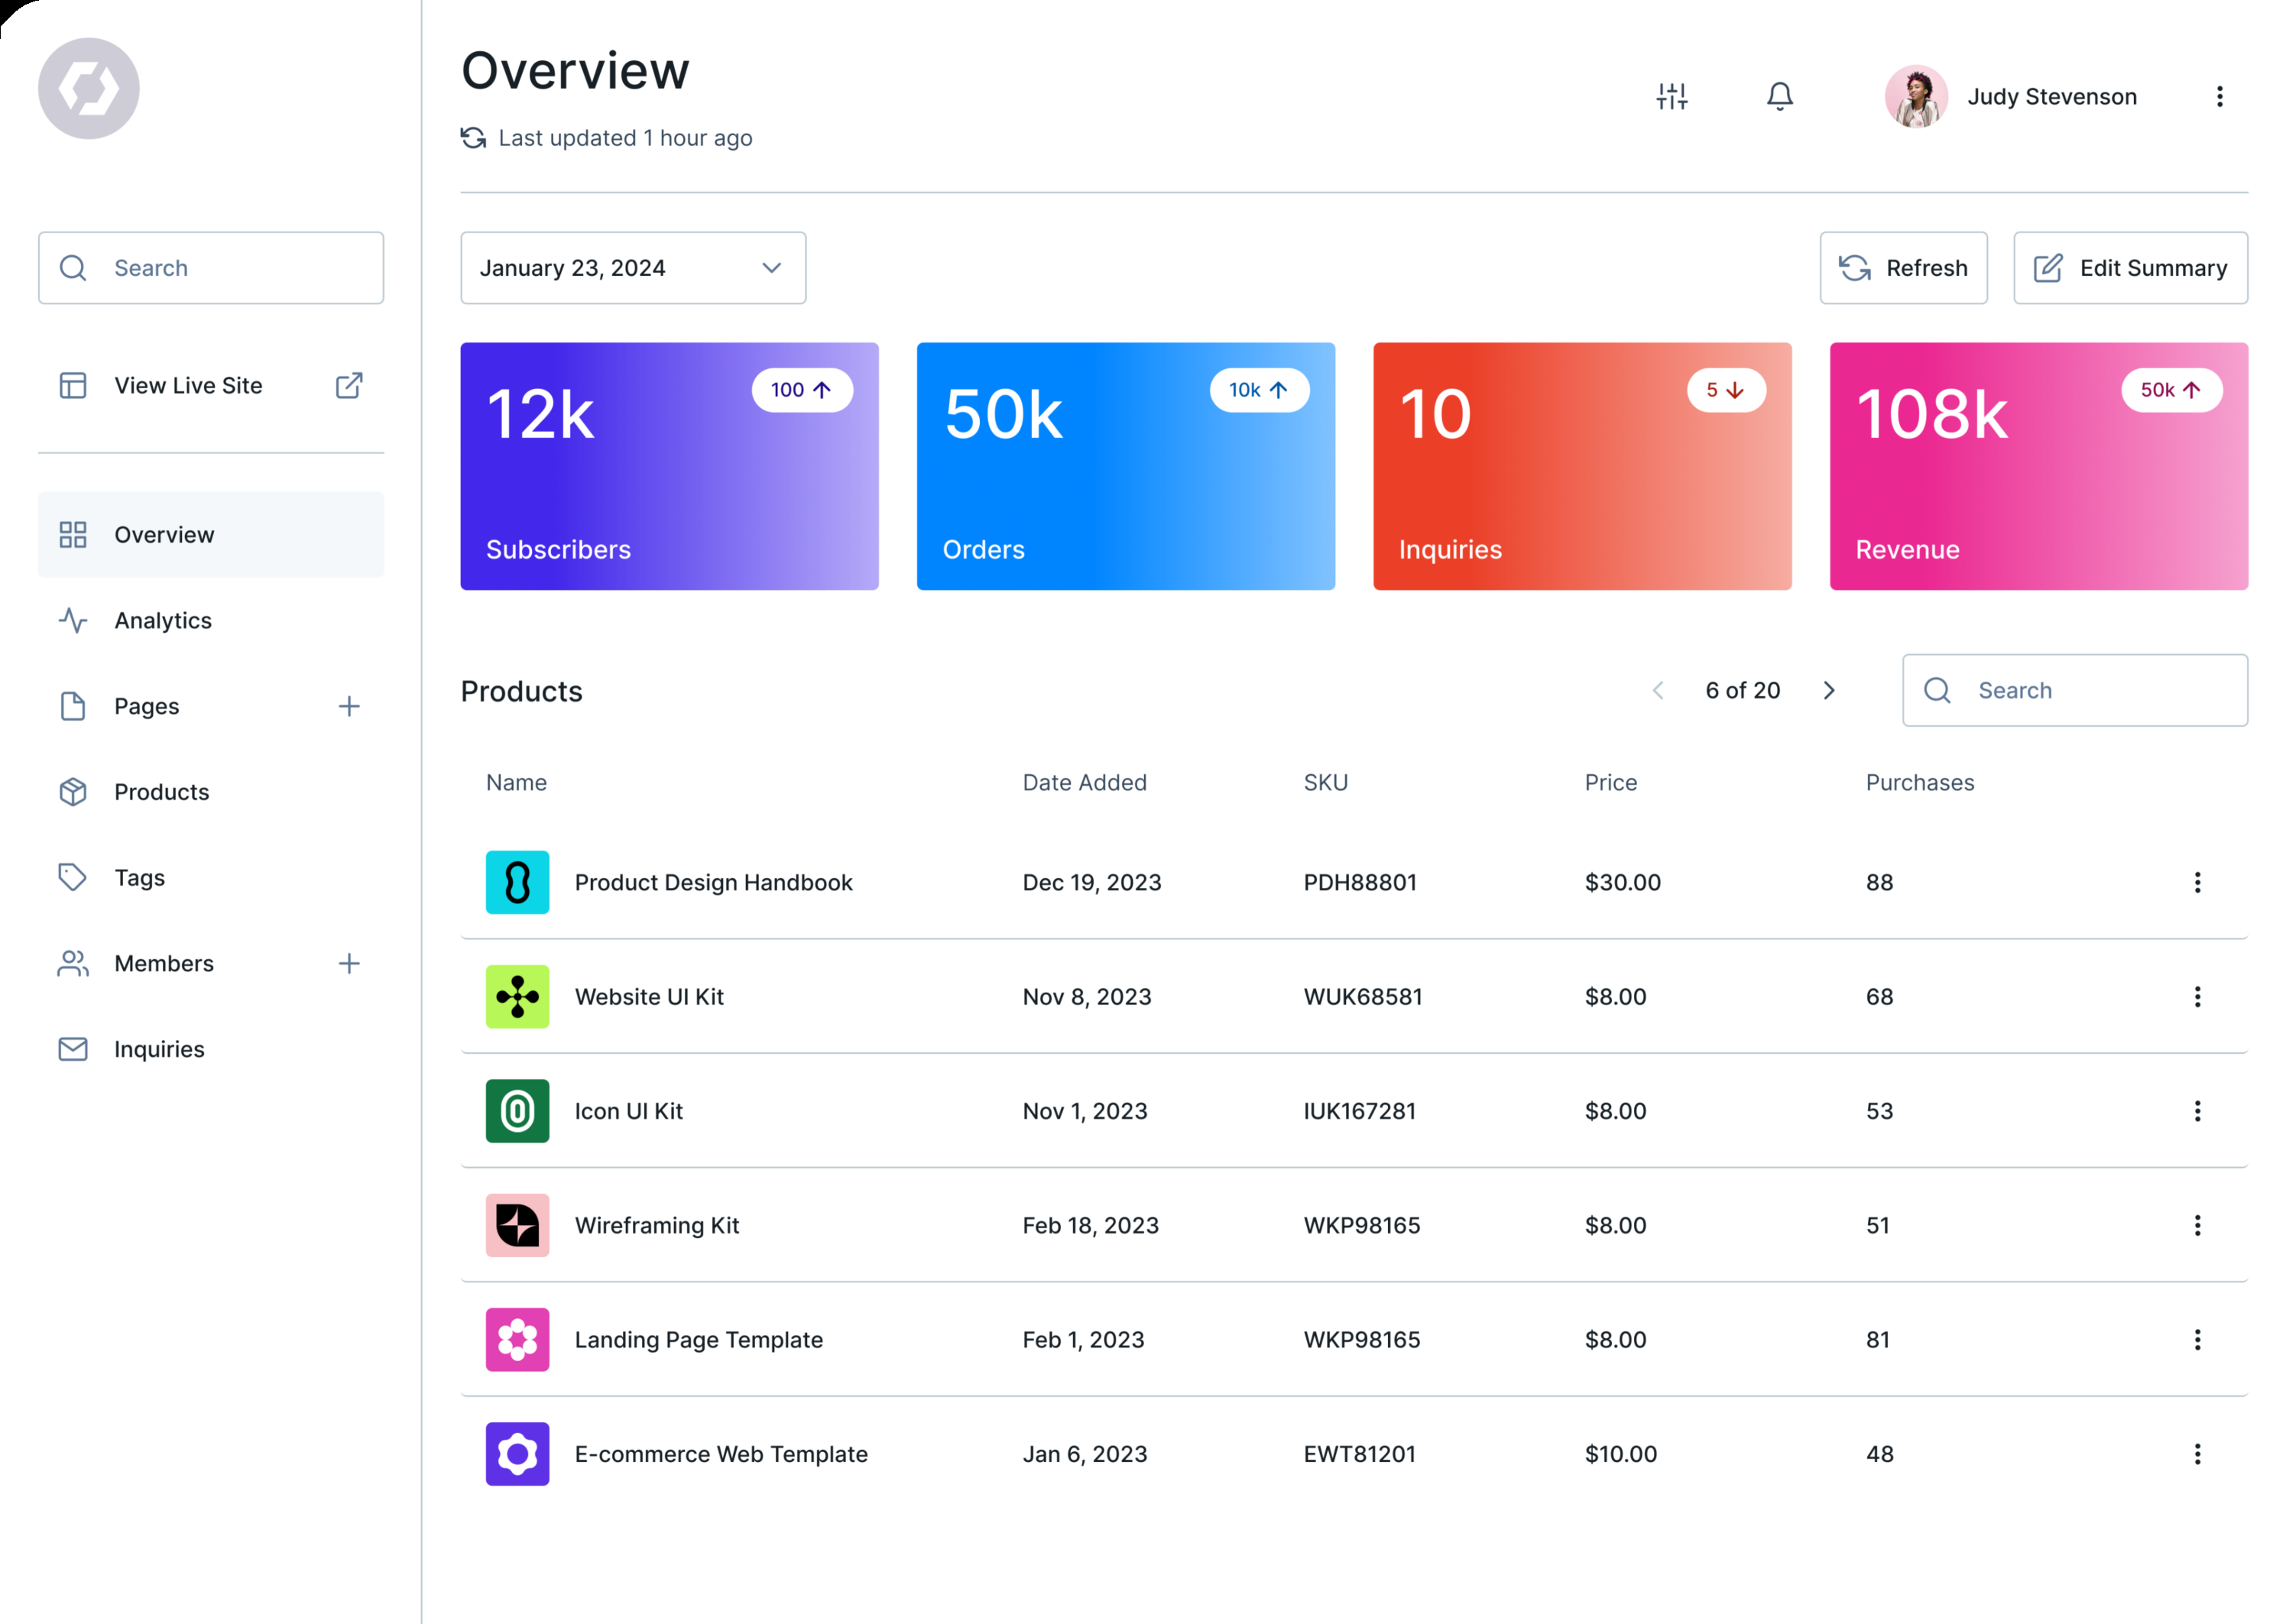 Overview
Last updated 1 hour ago
Judy Stevenson
Search
View Live Site
Overview
Analytics
Pages
Products
Tags
Members
Inquiries
January 23, 2024
Refresh
Edit Summary
12k
100
Subscribers
50k
10k
Orders
10
5
Inquiries
108k
50k
Revenue
Products
6 of 20
Search
Name Date Added SKU Price Purchases
Product Design Handbook Dec 19, 2023 PDH88801 $30.00 88
Website UI Kit Nov 8, 2023 WUK68581 $8.00 68
Icon UI Kit Nov 1, 2023 IUK167281 $8.00 53
Wireframing Kit Feb 18, 2023 WKP98165 $8.00 51
Landing Page Template Feb 1, 2023 WKP98165 $8.00 81
E-commerce Web Template Jan 6, 2023 EWT81201 $10.00 48